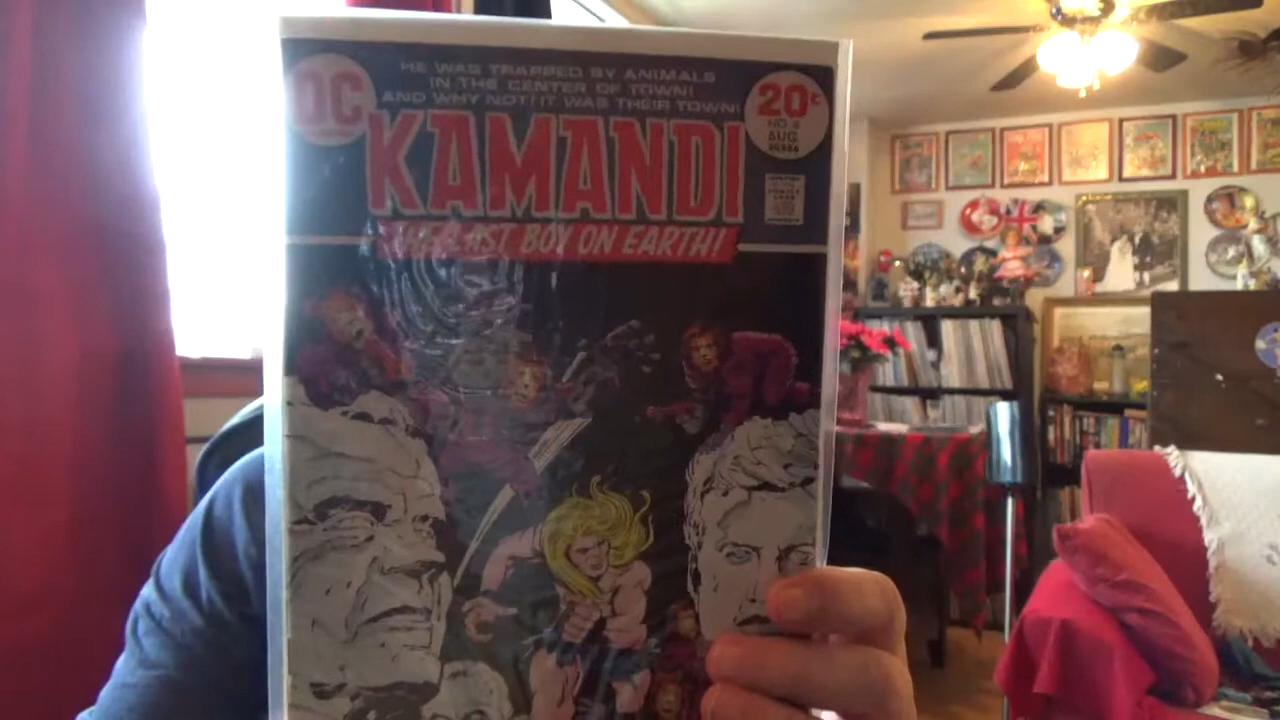 HE WAS TRAPPED BY ANIMALS
IN THE CENTER OF TOWN!
AND WHY NOT! IT WAS THEIR TOWN!
DC
20¢
NO. 8
AUG
KAMANDI
THE LAST BOY ON EARTH!